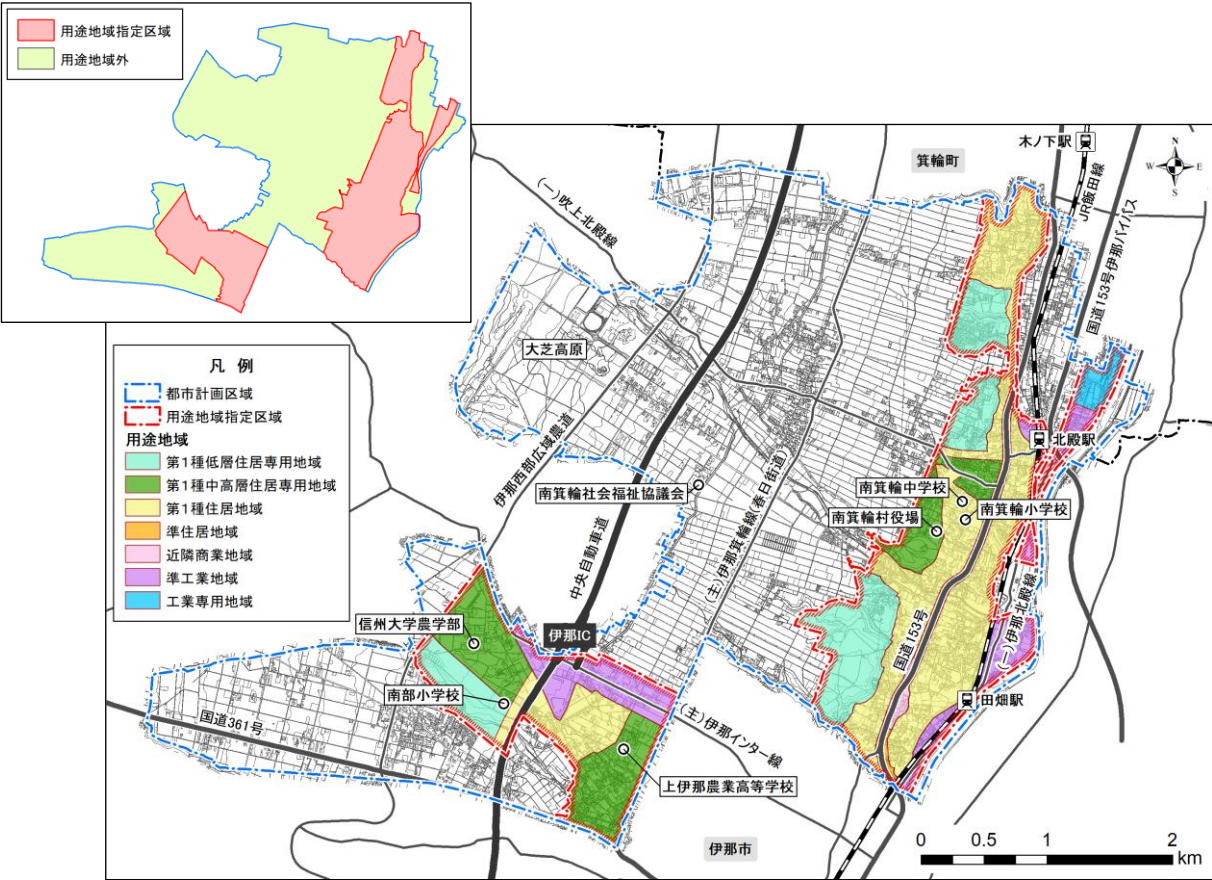 用途地域指定区域
用途地域外
木ノ下駅
箕輪町
N
W
E
S
JR飯田線
国道153号伊那バイパス
(一)吹上北殿線
大芝高原
凡 例
都市計画区域
用途地域指定区域
用途地域
第1種低層住居専用地域
第1種中高層住居専用地域
第1種住居地域
準住居地域
近隣商業地域
準工業地域
工業専用地域
伊那西部広域農道
北殿駅
南箕輪社会福祉協議会
(主)伊那箕輪線(春日街道)
南箕輪中学校
南箕輪小学校
南箕輪村役場
中央自動車道
信州大学農学部
伊那IC
国道153号
(一)伊那北殿線
南部小学校
田畑駅
国道361号
(主)伊那インター線
上伊那農業高等学校
伊那市
0 0.5 1 2
km